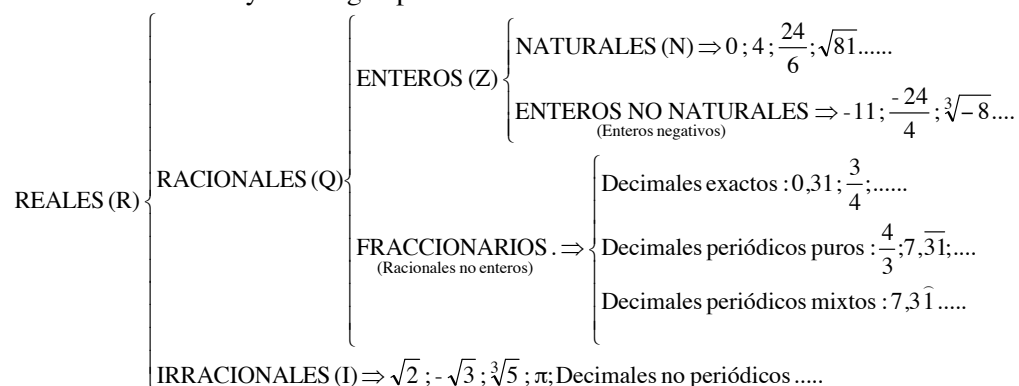 NATURALES (N) ⇒ 0 ; 4 ; 24/6 ; √81......
ENTEROS (Z)
ENTEROS NO NATURALES ⇒ -11 ; -24/4 ; ∛−8....
(Enteros negativos)
RACIONALES (Q)
REALES (R)
Decimales exactos : 0,31 ; 3/4 ;......
FRACCIONARIOS . ⇒
(Racionales no enteros)
Decimales periódicos puros : 4/3 ; 7,3̅1̅;....
Decimales periódicos mixtos : 7,31̑ .....
IRRACIONALES (I) ⇒ √2 ; - √3 ; ∛5 ; π; Decimales no periódicos .....